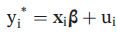 yᵢ* = xᵢβ + uᵢ